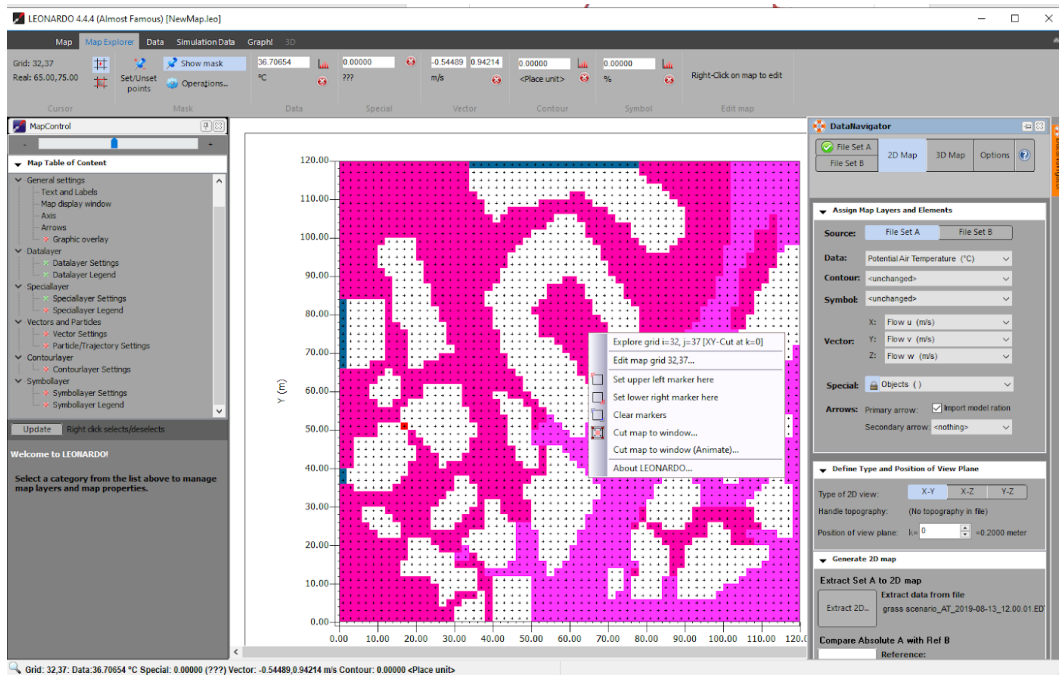 LEONARDO 4.4.4 (Almost Famous) [NewMap.leo]
Map Map Explorer Data Simulation Data Graph! 3D
Grid: 32,37
Real: 65.00,75.00
Set/Unset points
Show mask
Operations...
36.70654
°C
0.00000
???
-0.54489 0.94214
m/s
0.00000
<Place unit>
0.00000
%
Right-Click on map to edit
Cursor Mask Data Special Vector Contour Symbol Edit map
MapControl
- +
Map Table of Content
General settings
Text and Labels
Map display window
Axis
Arrows
Graphic overlay
Datalayer
Datalayer Settings
Datalayer Legend
Speciallayer
Speciallayer Settings
Speciallayer Legend
Vectors and Particles
Vector Settings
Particle/Trajectory Settings
Contourlayer
Contourlayer Settings
Symbollayer
Symbollayer Settings
Symbollayer Legend
Update Right click selects/deselects
Welcome to LEONARDO!
Select a category from the list above to manage
map layers and map properties.
120.00
110.00
100.00
90.00
80.00
70.00
60.00
50.00
40.00
30.00
20.00
10.00
0.00
Y (m)
0.00 10.00 20.00 30.00 40.00 50.00 60.00 70.00 80.00 90.00 100.00 110.00 120.0
Explore grid i=32, j=37 [XY-Cut at k=0]
Edit map grid 32,37...
Set upper left marker here
Set lower right marker here
Clear markers
Cut map to window...
Cut map to window (Animate)...
About LEONARDO...
DataNavigator
File Set A
File Set B
2D Map 3D Map Options
Assign Map Layers and Elements
Source: File Set A File Set B
Data: Potential Air Temperature (°C)
Contour: <unchanged>
Symbol: <unchanged>
Vector:
X: Flow u (m/s)
Y: Flow v (m/s)
Z: Flow w (m/s)
Special: Objects ( )
Arrows: Primary arrow: Import model ration
Secondary arrow: <nothing>
Define Type and Position of View Plane
Type of 2D view: X-Y X-Z Y-Z
Handle topography: (No topography in file)
Position of view plane: k= 0 =0.2000 meter
Generate 2D map
Extract Set A to 2D map
Extract 2D...
Extract data from file
grass scenario_AT_2019-08-13_12.00.01.EDT
Compare Absolute A with Ref B
Reference:
Grid: 32,37: Data:36.70654 °C Special: 0.00000 (???) Vector: -0.54489,0.94214 m/s Contour: 0.00000 <Place unit>